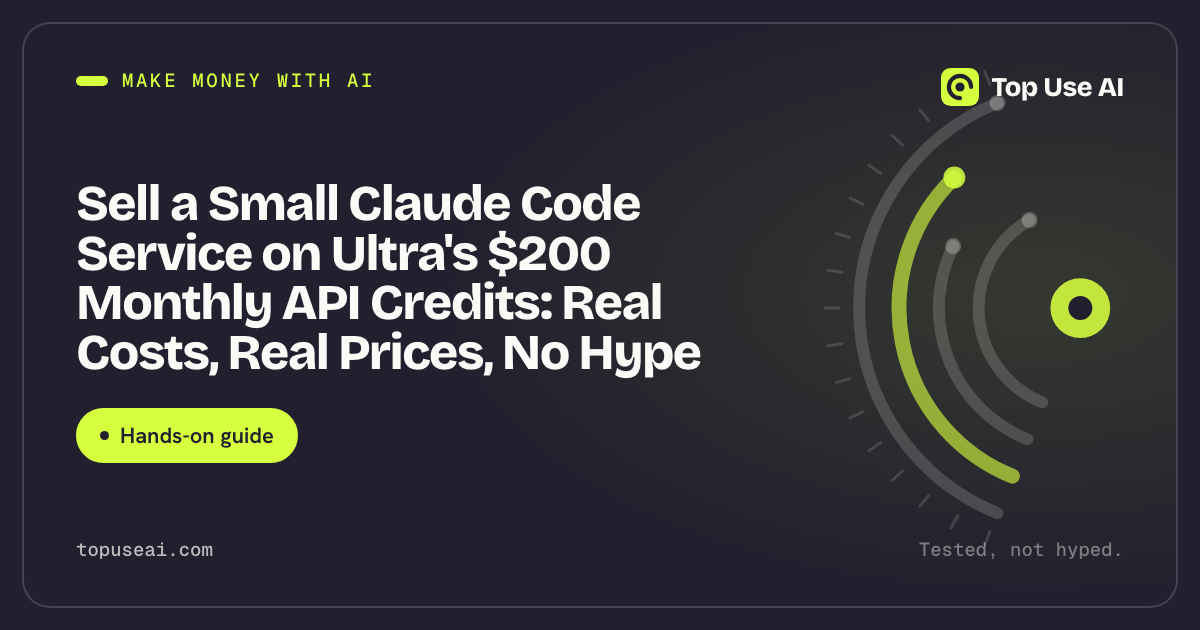 MAKE MONEY WITH AI
Top Use AI
Sell a Small Claude Code
Service on Ultra's $200
Monthly API Credits: Real
Costs, Real Prices, No Hype
Hands-on guide
topuseai.com
Tested, not hyped.